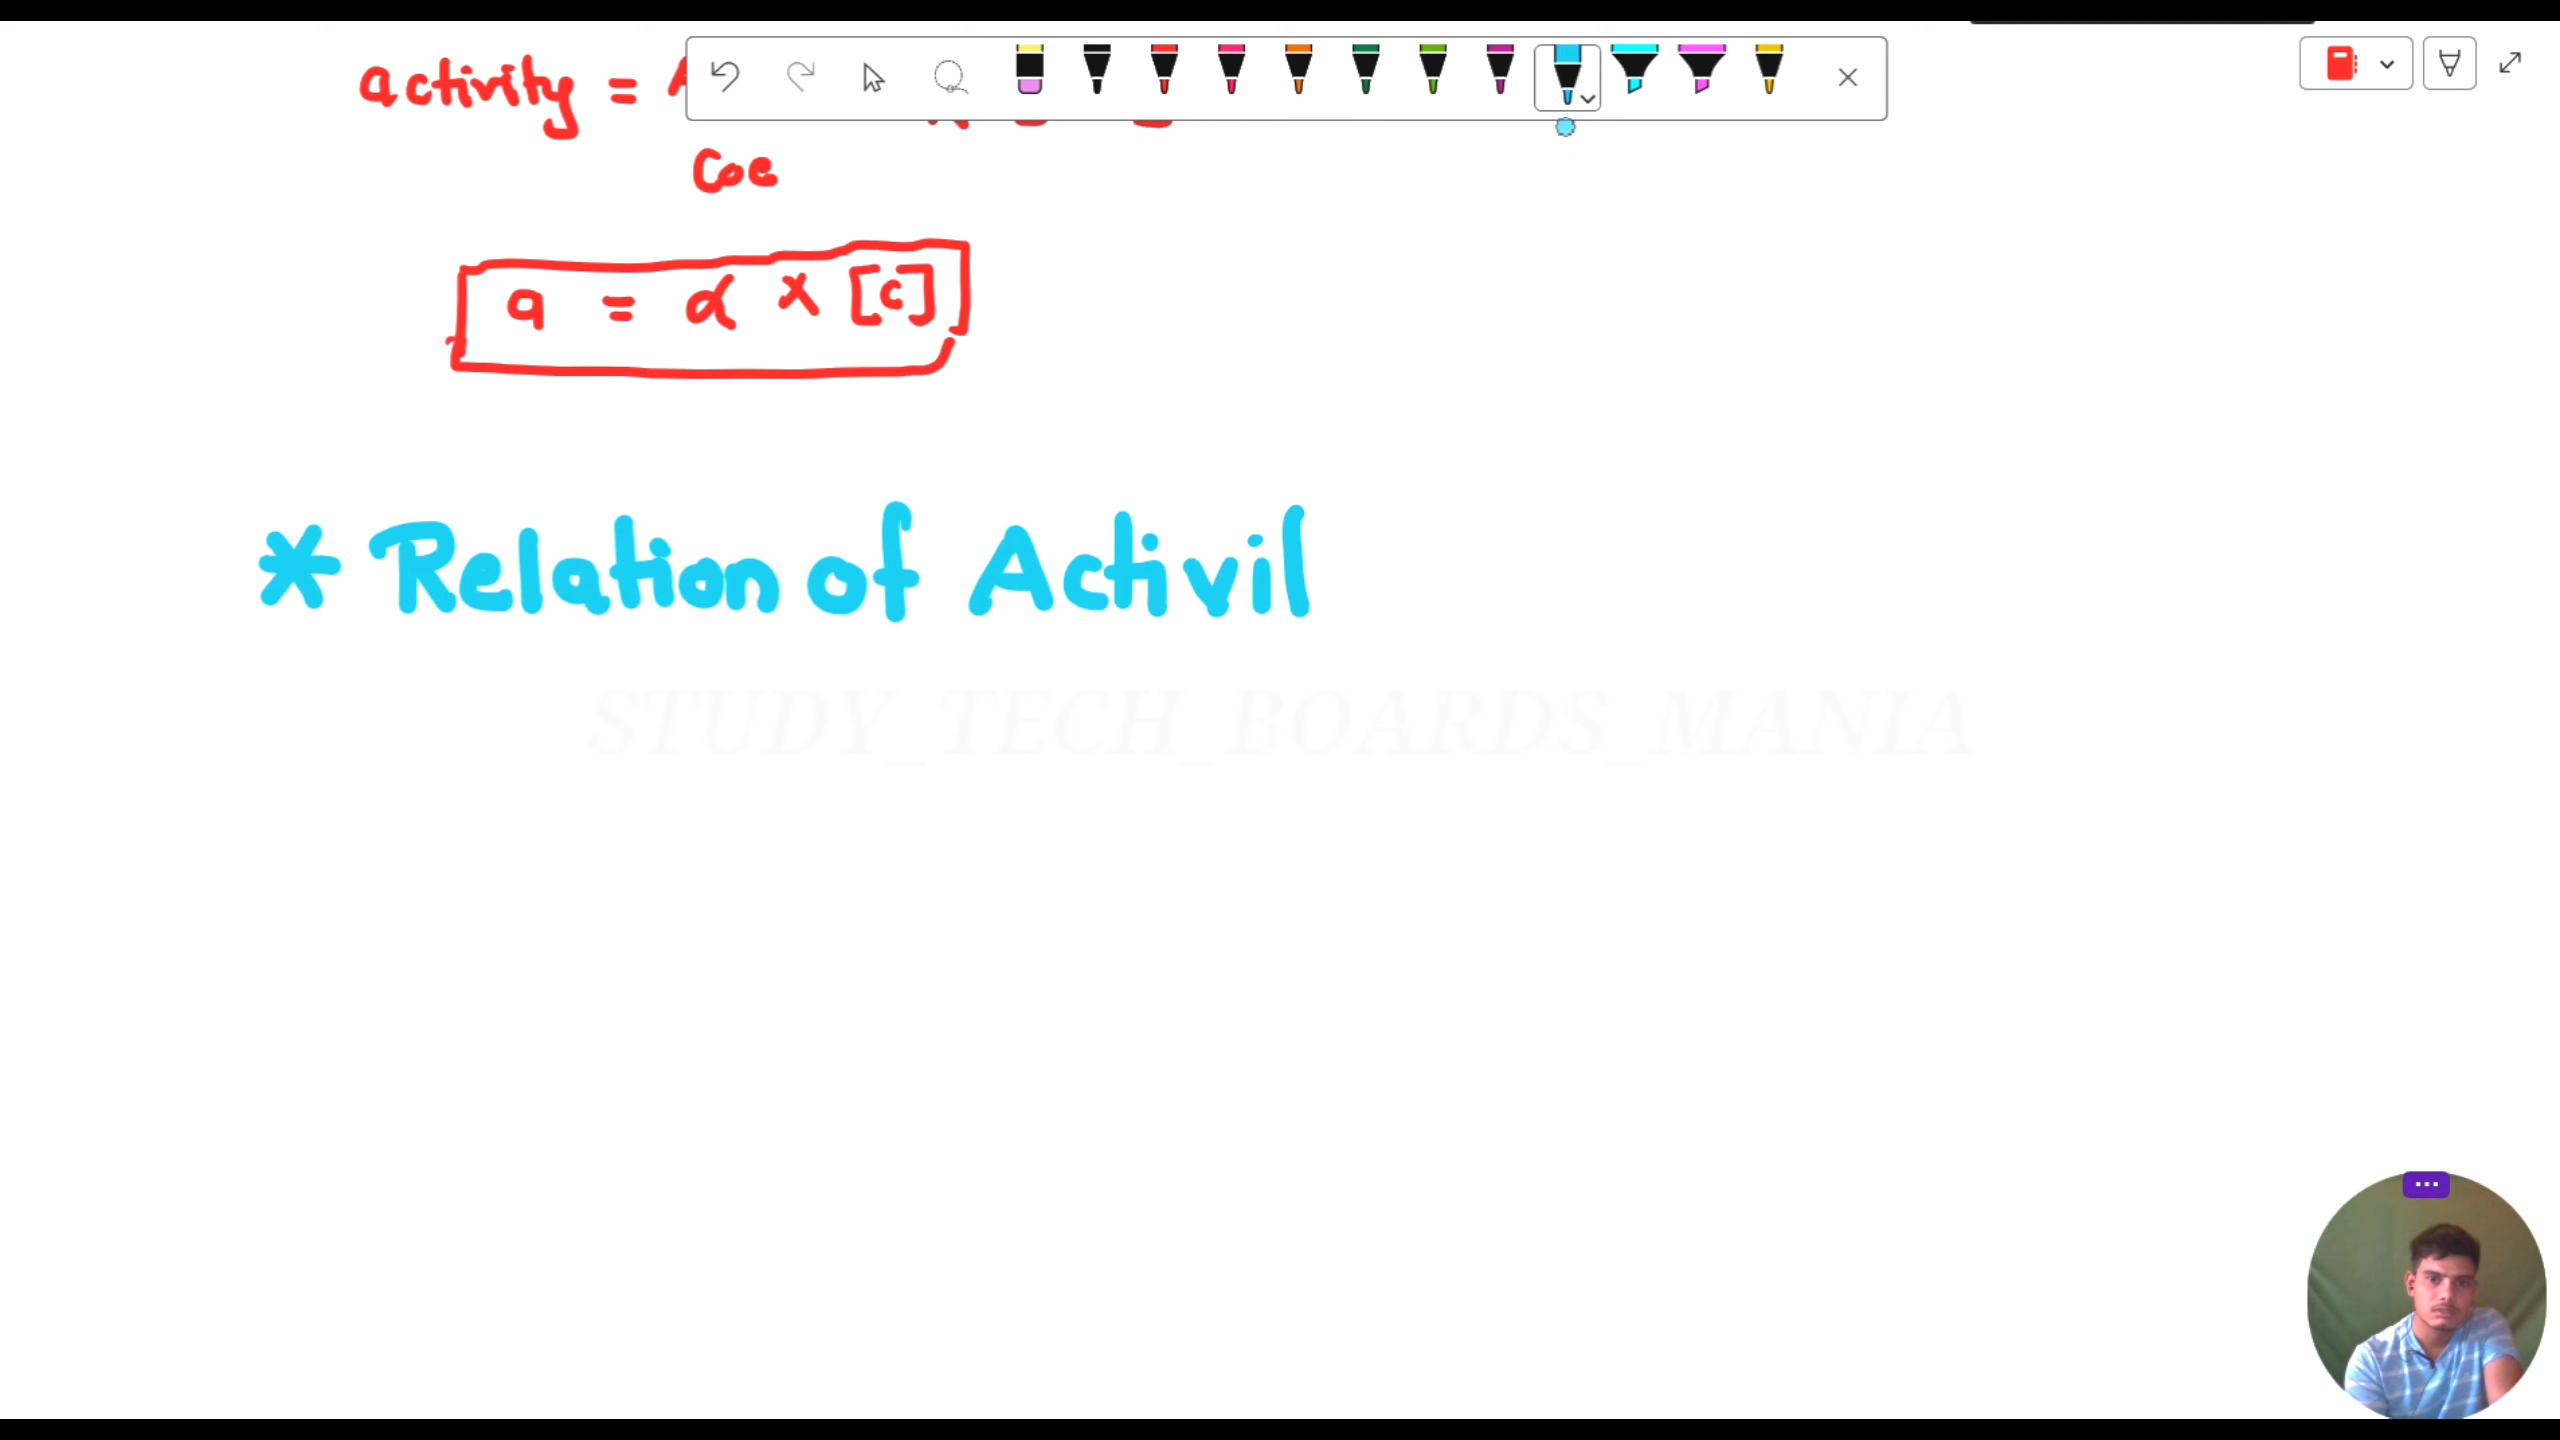 activity =
Coe
a = α × [c]
* Relation of Activil
STUDY_TECH_BOARDS_MANIA